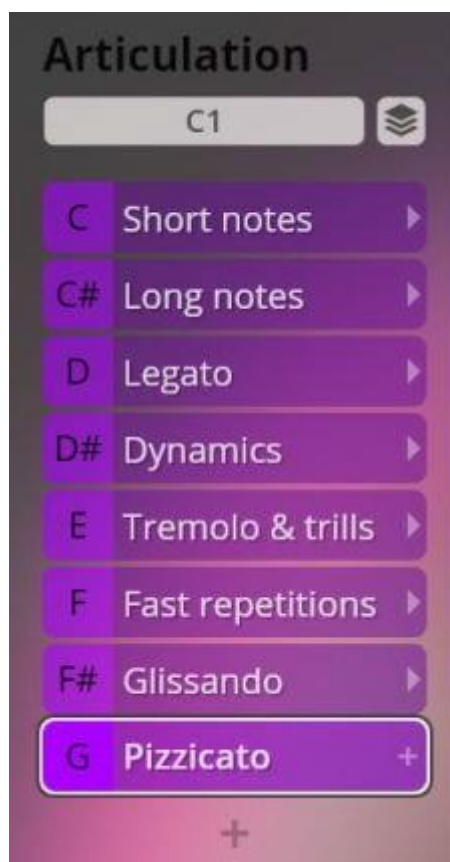 Articulation
C1
C Short notes
C# Long notes
D Legato
D# Dynamics
E Tremolo & trills
F Fast repetitions
F# Glissando
G Pizzicato +
+